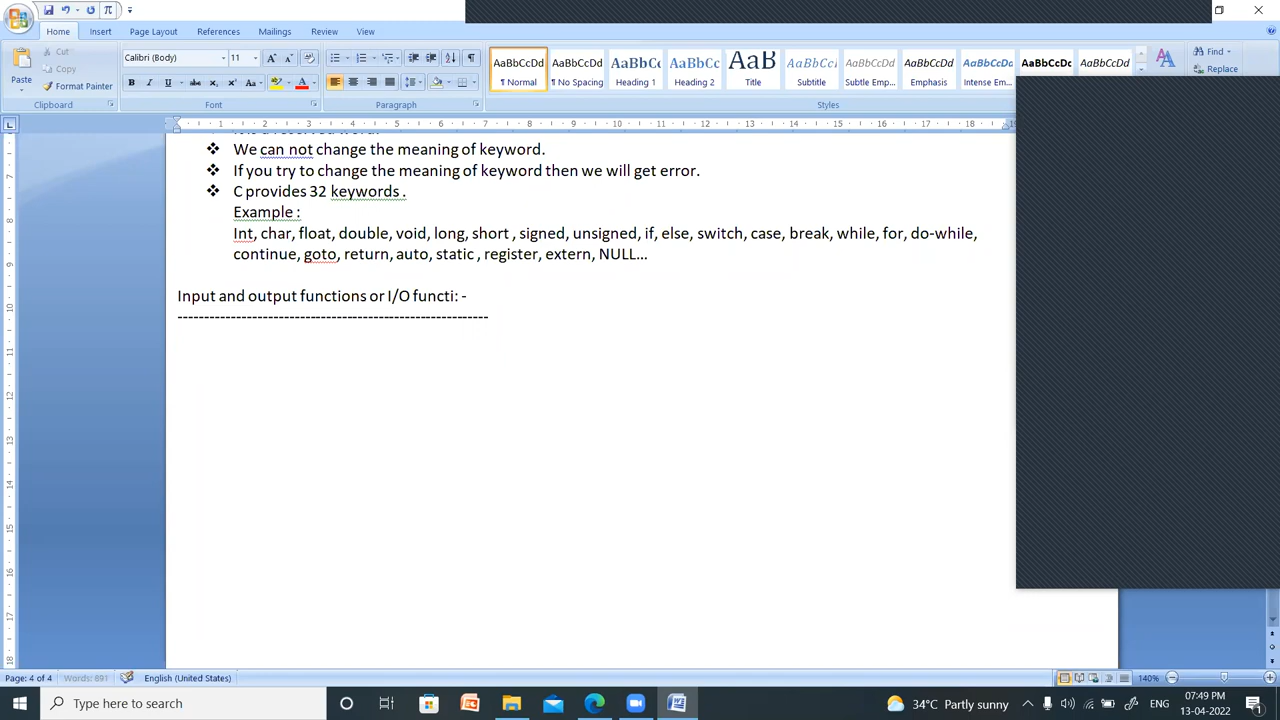 Home Insert Page Layout References Mailings Review View
Cut
Copy
Format Painter
Paste
Calibri (Body) 11
AaBbCcDd AaBbCcDd AaBbCc AaBbCc AaB AaBbCcI AaBbCcDd AaBbCcDd AaBbCcDd AaBbCcDc AaBbCcDd
¶ Normal ¶ No Spacing Heading 1 Heading 2 Title Subtitle Subtle Emp... Emphasis Intense Em...
Find
Replace
Clipboard Font Paragraph Styles
We can not change the meaning of keyword.
If you try to change the meaning of keyword then we will get error.
C provides 32 keywords .
Example :
Int, char, float, double, void, long, short , signed, unsigned, if, else, switch, case, break, while, for, do-while,
continue, goto, return, auto, static , register, extern, NULL...
Input and output functions or I/O functi: -
-----------------------------------------------------------
Page: 4 of 4 Words: 891 English (United States) 140%
Type here to search 34°C Partly sunny ENG 07:49 PM
13-04-2022